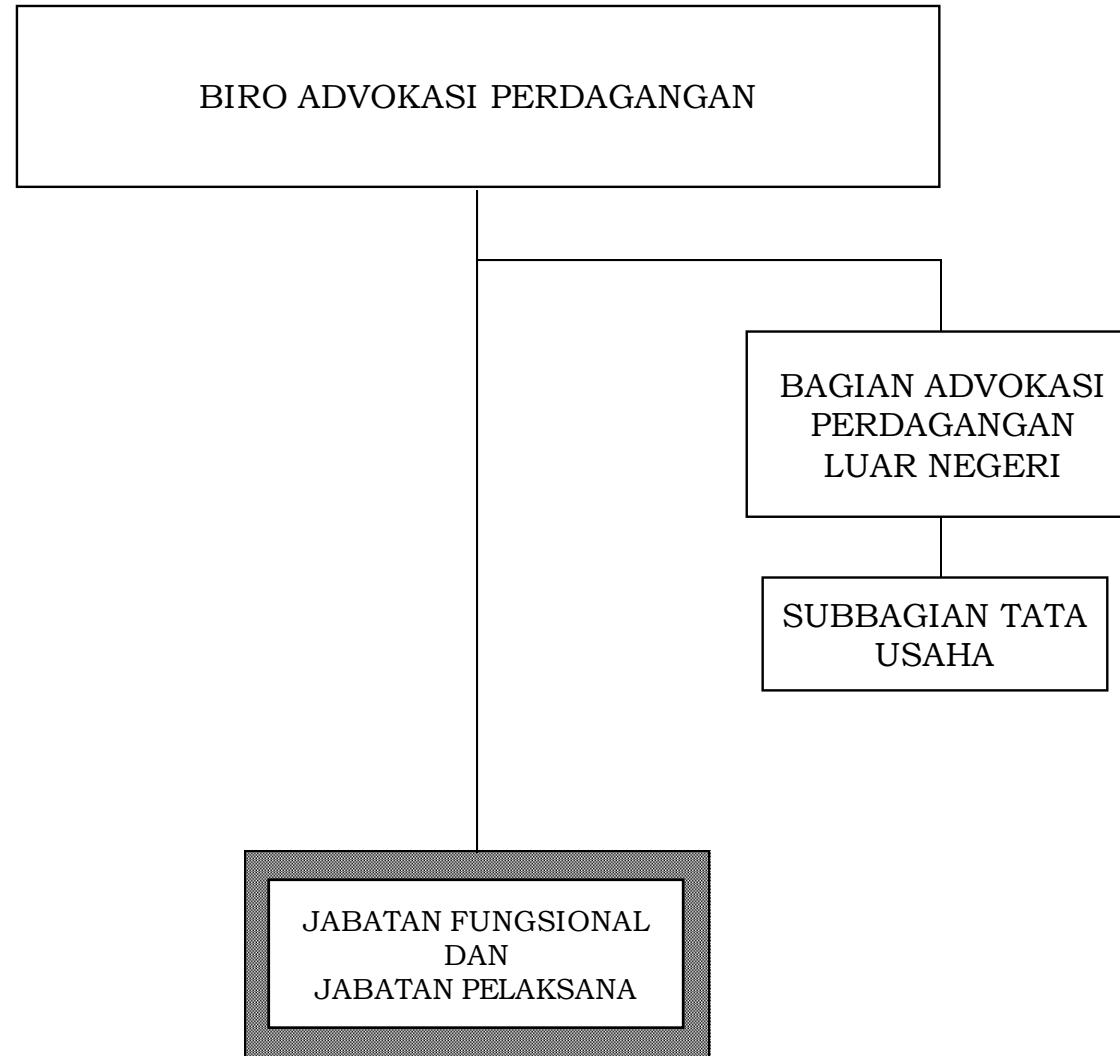 BIRO ADVOKASI PERDAGANGAN
BAGIAN ADVOKASI
PERDAGANGAN
LUAR NEGERI
SUBBAGIAN TATA
USAHA
JABATAN FUNGSIONAL
DAN
JABATAN PELAKSANA